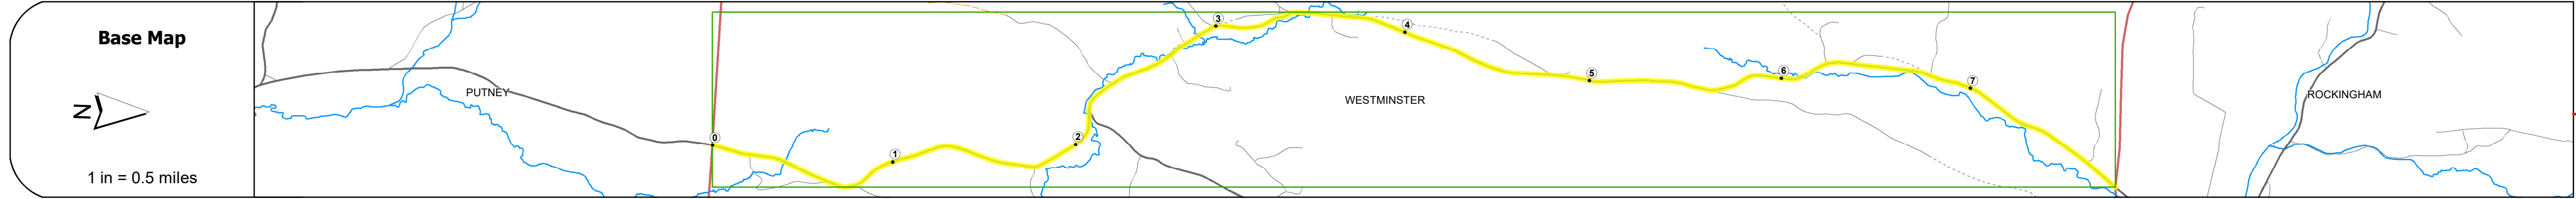 Base Map
N
1 in = 0.5 miles
PUTNEY
0
1
2
3
WESTMINSTER
4
5
6
7
ROCKINGHAM